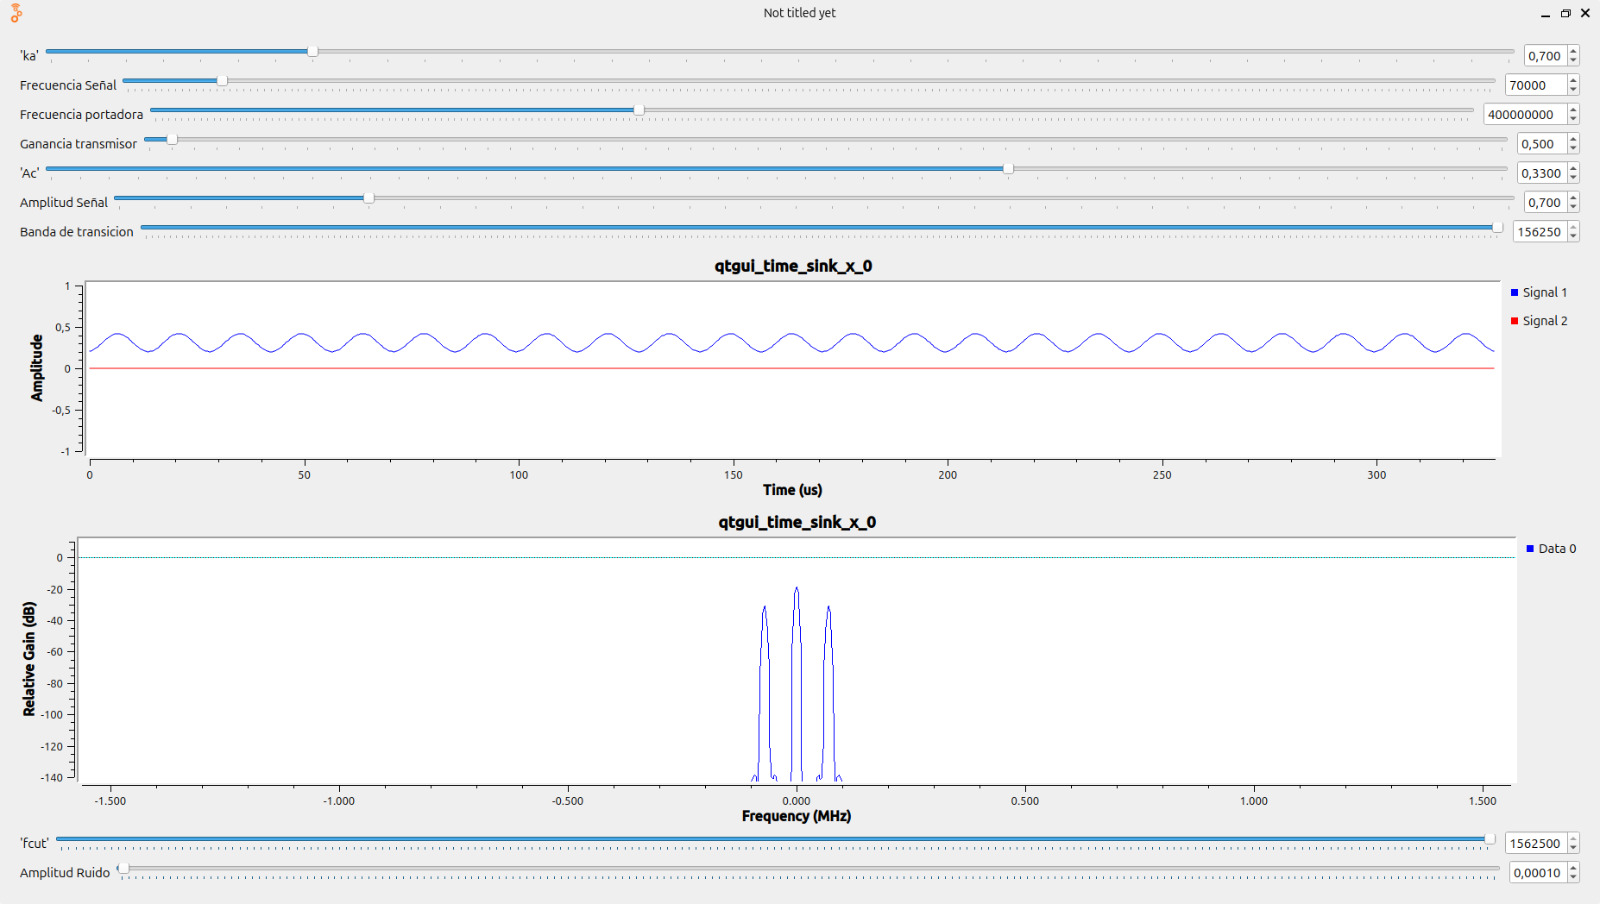 Not titled yet
'ka' 0,700
Frecuencia Señal 70000
Frecuencia portadora 400000000
Ganancia transmisor 0,500
'Ac' 0,3300
Amplitud Señal 0,700
Banda de transicion 156250
qtgui_time_sink_x_0
Signal 1
Signal 2
Amplitude
1
0,5
0
-0,5
-1
0 50 100 150 200 250 300
Time (us)
qtgui_time_sink_x_0
Data 0
Relative Gain (dB)
0
-20
-40
-60
-80
-100
-120
-140
-1.500 -1.000 -0.500 0.000 0.500 1.000 1.500
Frequency (MHz)
'fcut' 1562500
Amplitud Ruido 0,00010